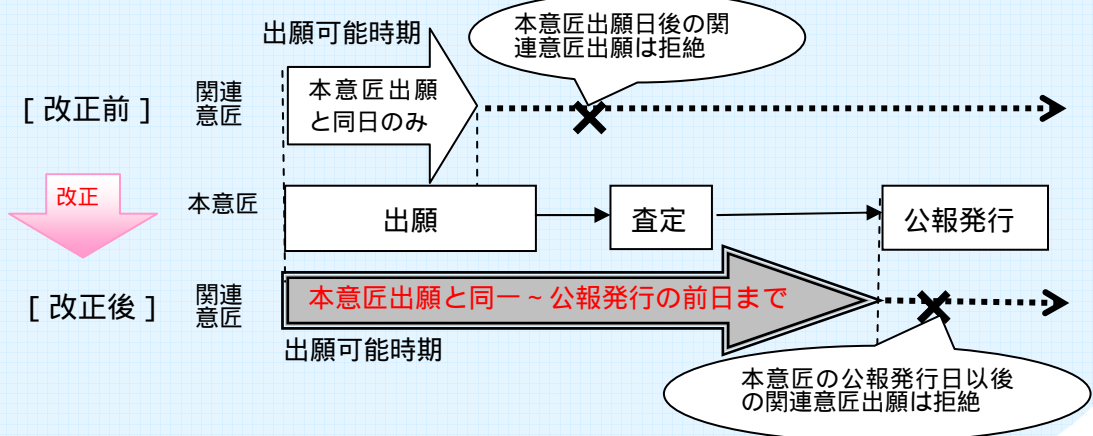 出願可能時期
本意匠出願日後の関
連意匠出願は拒絶
[ 改正前 ]
関連
意匠
本意匠出願
と同日のみ
改正
本意匠
出願
査定
公報発行
[ 改正後 ]
関連
意匠
本意匠出願と同一～公報発行の前日まで
出願可能時期
本意匠の公報発行日以後
の関連意匠出願は拒絶